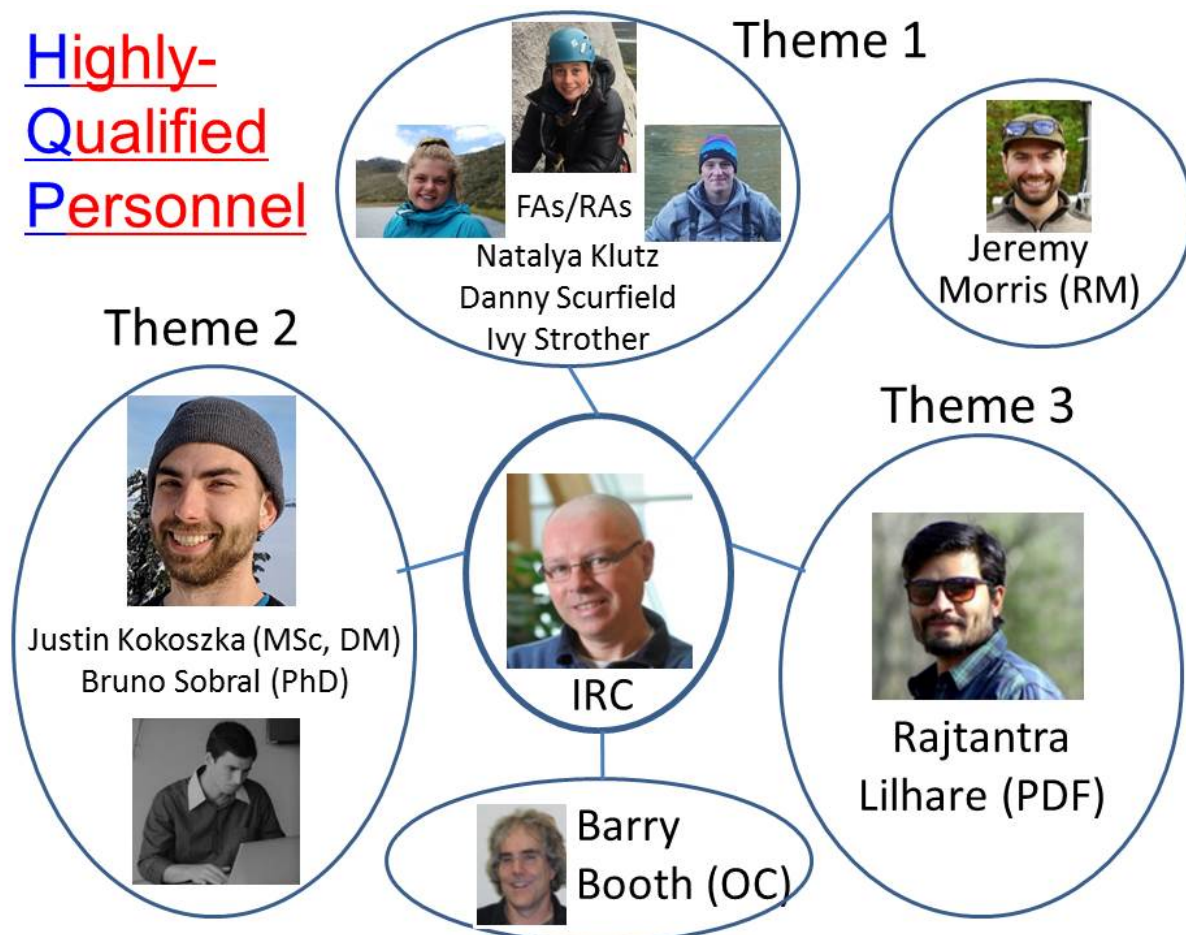 Highly-
Qualified
Personnel
Theme 1
FAs/RAs
Natalya Klutz
Danny Scurfield
Ivy Strother
Jeremy
Morris (RM)
Theme 2
Justin Kokoszka (MSc, DM)
Bruno Sobral (PhD)
IRC
Theme 3
Rajtantra
Lilhare (PDF)
Barry
Booth (OC)